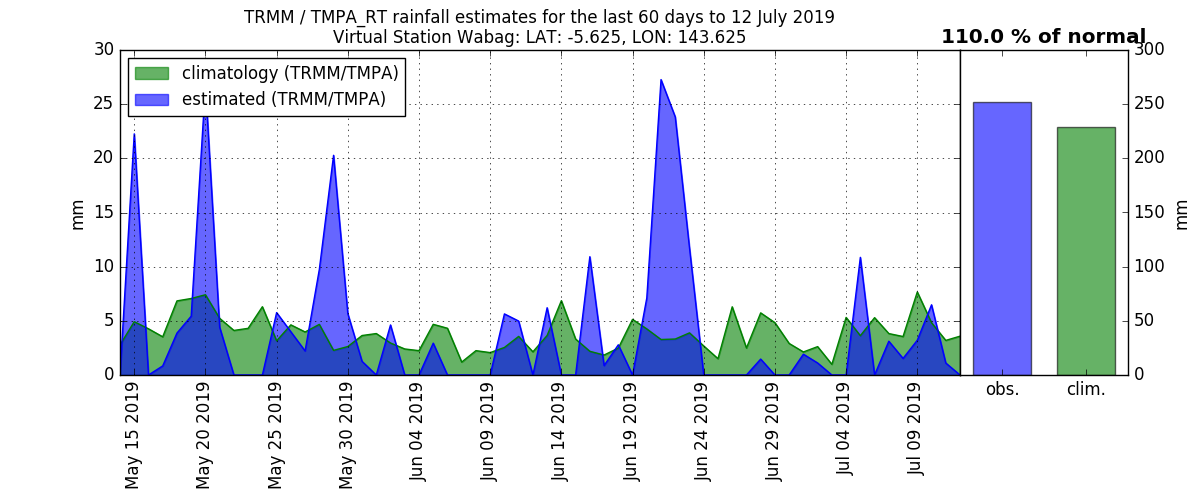 TRMM / TMPA_RT rainfall estimates for the last 60 days to 12 July 2019
Virtual Station Wabag: LAT: -5.625, LON: 143.625
110.0 % of normal
climatology (TRMM/TMPA)
estimated (TRMM/TMPA)
30
25
20
15
10
5
0
mm
300
250
200
150
100
50
0
mm
May 15 2019
May 20 2019
May 25 2019
May 30 2019
Jun 04 2019
Jun 09 2019
Jun 14 2019
Jun 19 2019
Jun 24 2019
Jun 29 2019
Jul 04 2019
Jul 09 2019
obs.
clim.